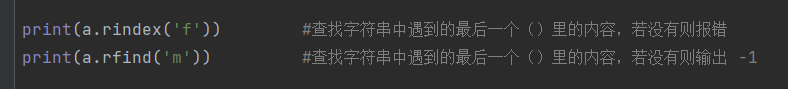 print(a.rindex('f'))        #查找字符串中遇到的最后一个（）里的内容，若没有则报错
print(a.rfind('m'))         #查找字符串中遇到的最后一个（）里的内容，若没有则输出 -1